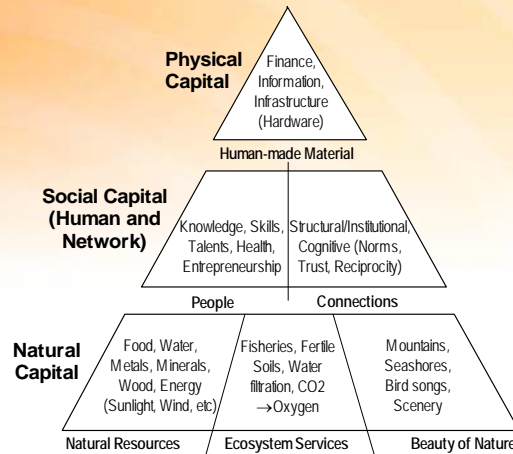 Physical
Capital
Finance,
Information,
Infrastructure
(Hardware)
Human-made Material
Social Capital
(Human and
Network)
Knowledge, Skills,
Talents, Health,
Entrepreneurship
Structural/Institutional,
Cognitive (Norms,
Trust, Reciprocity)
People
Connections
Natural
Capital
Food, Water,
Metals, Minerals,
Wood, Energy
(Sunlight, Wind, etc)
Fisheries, Fertile
Soils, Water
filtration, CO2
→Oxygen
Mountains,
Seashores,
Bird songs,
Scenery
Natural Resources
Ecosystem Services
Beauty of Nature